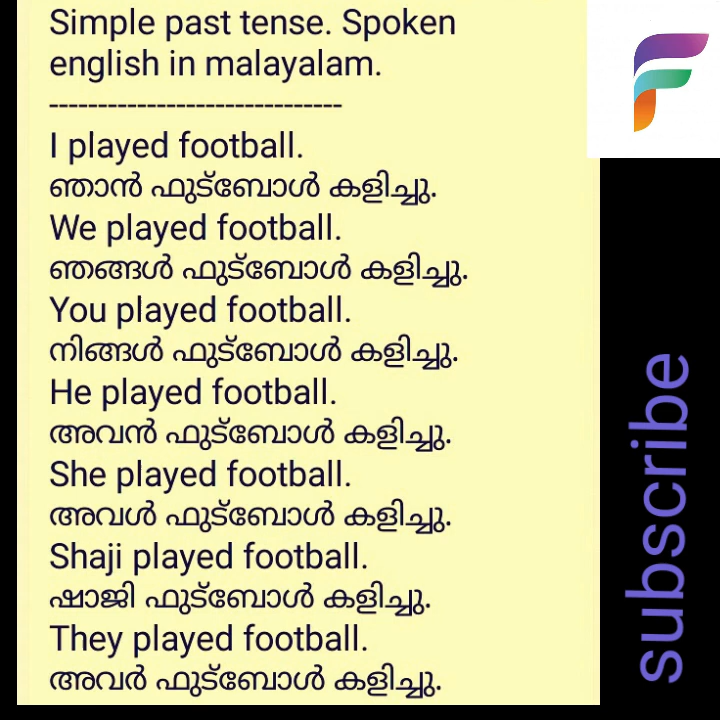 Simple past tense. Spoken
english in malayalam.
------------------------------
I played football.
ഞാൻ ഫുട്ബോൾ കളിച്ചു.
We played football.
ഞങ്ങൾ ഫുട്ബോൾ കളിച്ചു.
You played football.
നിങ്ങൾ ഫുട്ബോൾ കളിച്ചു.
He played football.
അവൻ ഫുട്ബോൾ കളിച്ചു.
She played football.
അവൾ ഫുട്ബോൾ കളിച്ചു.
Shaji played football.
ഷാജി ഫുട്ബോൾ കളിച്ചു.
They played football.
അവർ ഫുട്ബോൾ കളിച്ചു.
subscribe